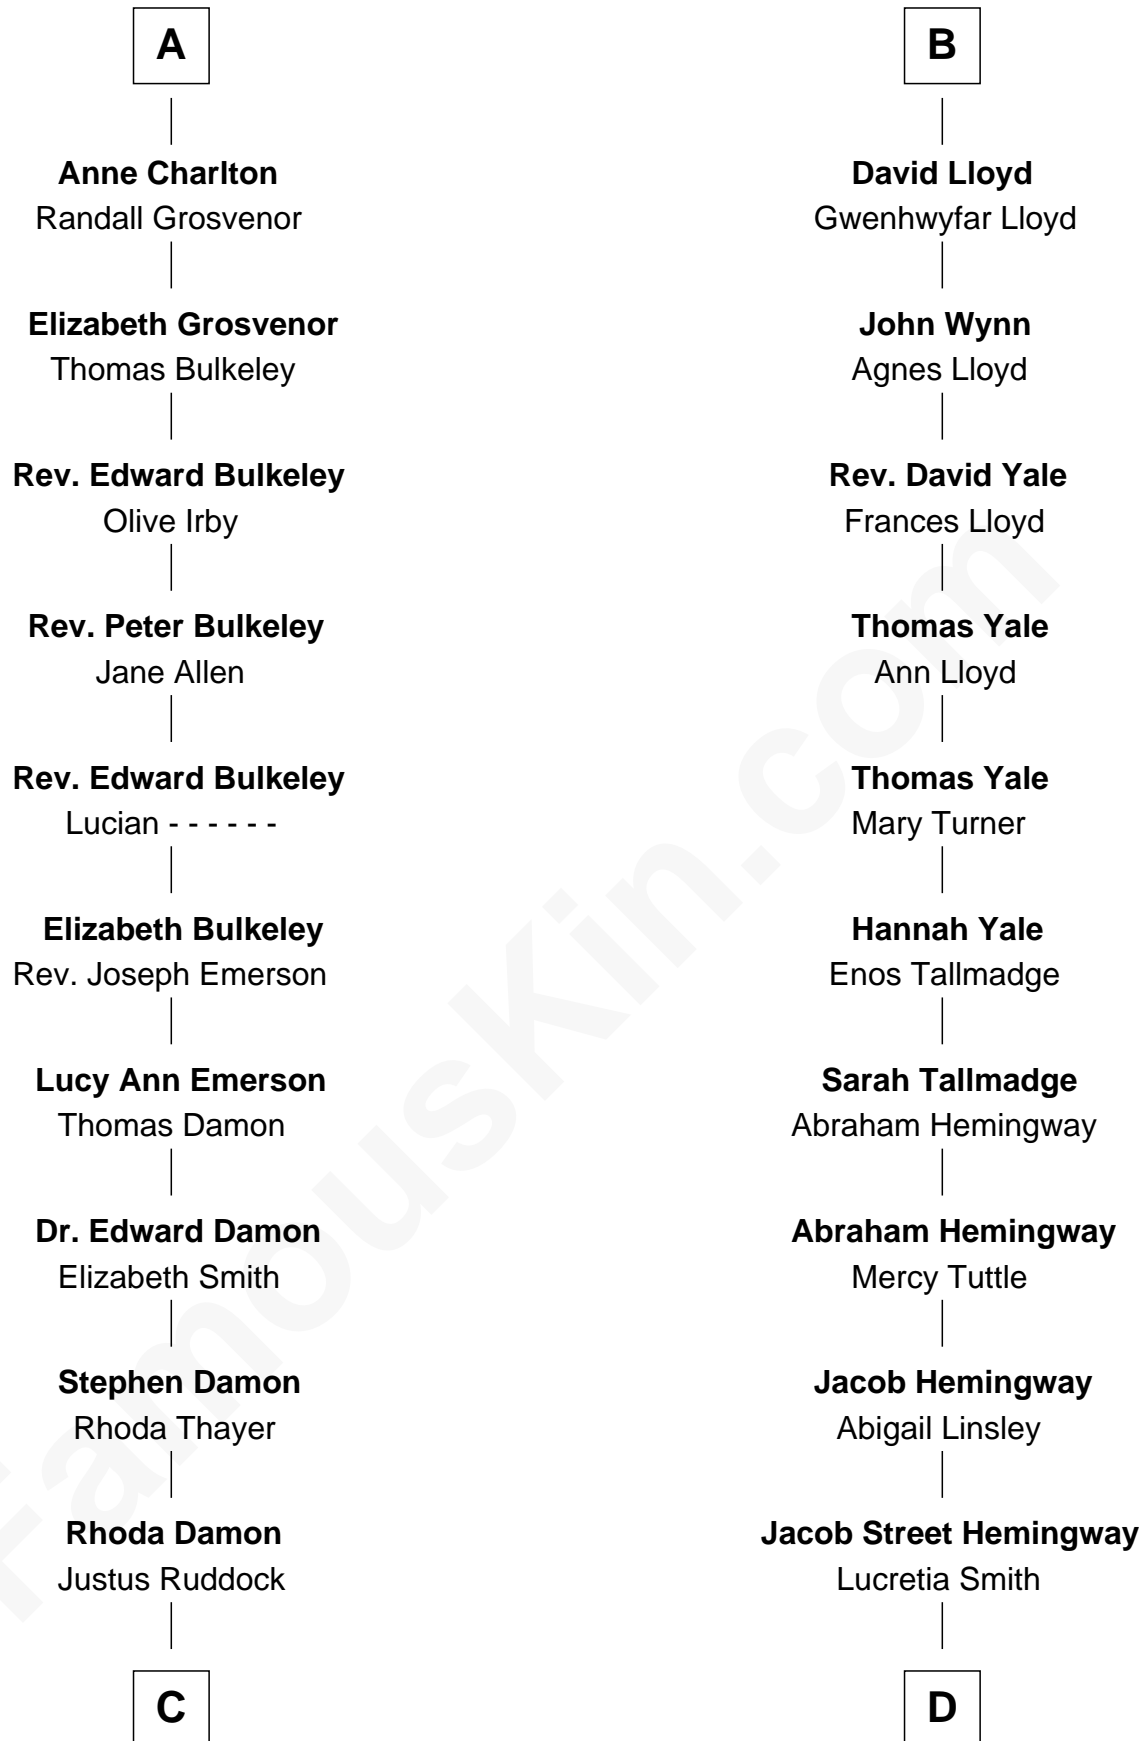 A
Anne Charlton
Randall Grosvenor
Elizabeth Grosvenor
Thomas Bulkeley
Rev. Edward Bulkeley
Olive Irby
Rev. Peter Bulkeley
Jane Allen
Rev. Edward Bulkeley
Lucian - - - - - -
Elizabeth Bulkeley
Rev. Joseph Emerson
Lucy Ann Emerson
Thomas Damon
Dr. Edward Damon
Elizabeth Smith
Stephen Damon
Rhoda Thayer
Rhoda Damon
Justus Ruddock
C
B
David Lloyd
Gwenhwyfar Lloyd
John Wynn
Agnes Lloyd
Rev. David Yale
Frances Lloyd
Thomas Yale
Ann Lloyd
Thomas Yale
Mary Turner
Hannah Yale
Enos Tallmadge
Sarah Tallmadge
Abraham Hemingway
Abraham Hemingway
Mercy Tuttle
Jacob Hemingway
Abigail Linsley
Jacob Street Hemingway
Lucretia Smith
D
FamousKin.com